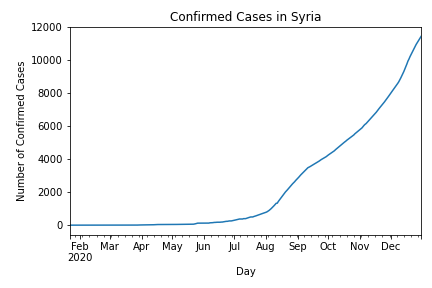 Confirmed Cases in Syria
Number of Confirmed Cases
12000
10000
8000
6000
4000
2000
0
Feb Mar Apr May Jun Jul Aug Sep Oct Nov Dec
2020
Day